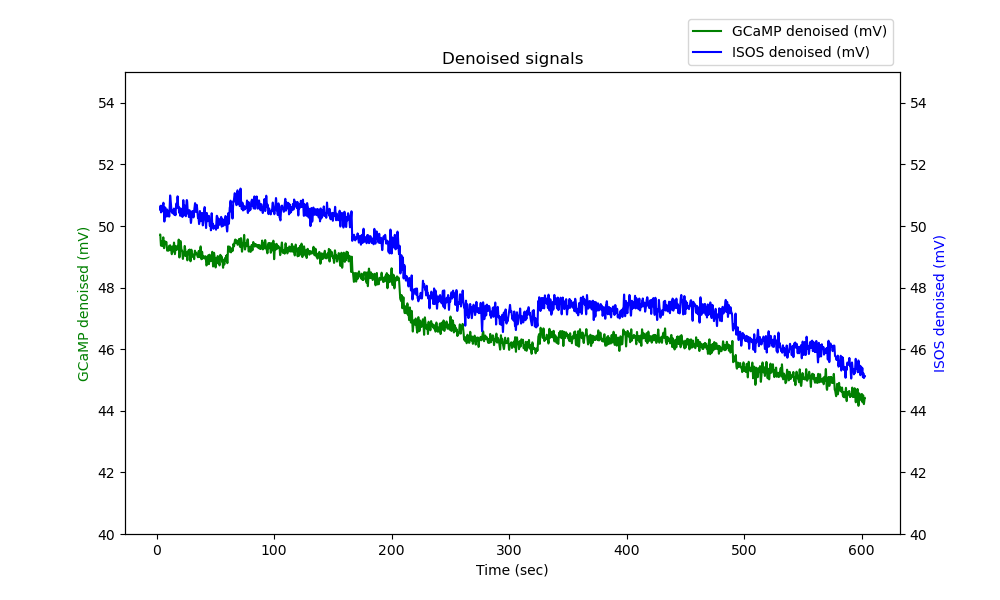 GCaMP denoised (mV)
ISOS denoised (mV)
Denoised signals
54
52
50
48
46
44
42
40
GCaMP denoised (mV)
54
52
50
48
46
44
42
40
ISOS denoised (mV)
0 100 200 300 400 500 600
Time (sec)